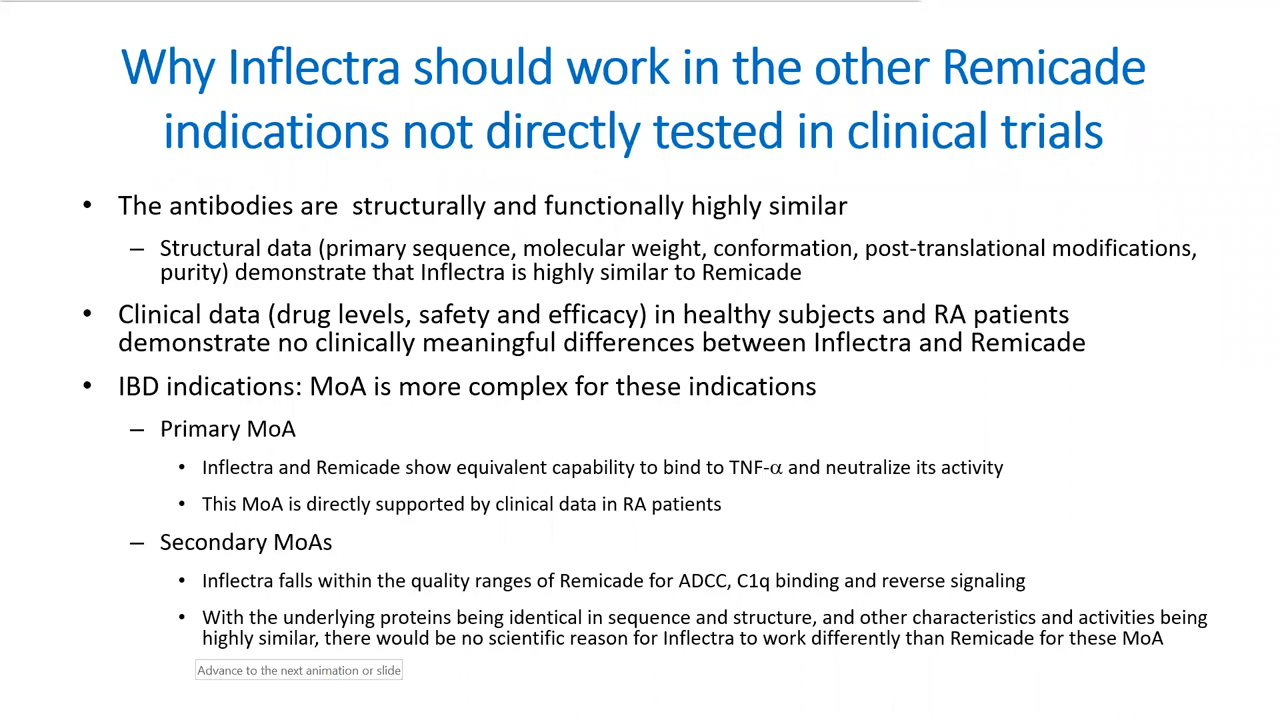 Why Inflectra should work in the other Remicade
indications not directly tested in clinical trials
• The antibodies are  structurally and functionally highly similar
– Structural data (primary sequence, molecular weight, conformation, post-translational modifications,
purity) demonstrate that Inflectra is highly similar to Remicade
• Clinical data (drug levels, safety and efficacy) in healthy subjects and RA patients
demonstrate no clinically meaningful differences between Inflectra and Remicade
• IBD indications: MoA is more complex for these indications
– Primary MoA
• Inflectra and Remicade show equivalent capability to bind to TNF-α and neutralize its activity
• This MoA is directly supported by clinical data in RA patients
– Secondary MoAs
• Inflectra falls within the quality ranges of Remicade for ADCC, C1q binding and reverse signaling
• With the underlying proteins being identical in sequence and structure, and other characteristics and activities being
highly similar, there would be no scientific reason for Inflectra to work differently than Remicade for these MoA
Advance to the next animation or slide